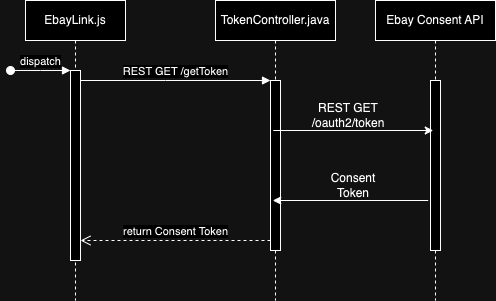 EbayLink.js
TokenController.java
Ebay Consent API
dispatch
REST GET /getToken
REST GET
/oauth2/token
Consent
Token
return Consent Token